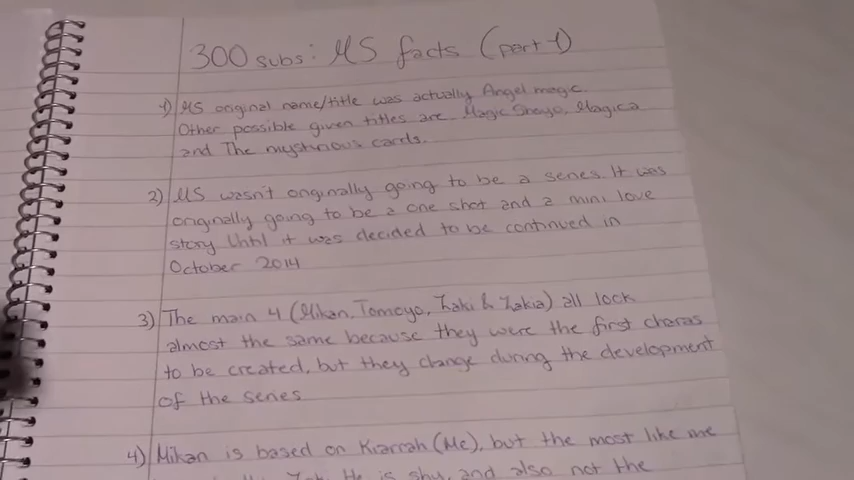 300 subs: MS facts (part 1)
1) MS original name/title was actually Angel magic.
Other possible given titles are Magic Shoyo, Magica
and The mysterious cards.
2) MS wasn't originally going to be a series. It was
originally going to be a one shot and a mini love
story Until it was decided to be continued in
October 2014
3) The main 4 (Mikan, Tomoyo, Zaki & Zakia) all look
almost the same because they were the first charas
to be created, but they change during the development
of the series
4) Mikan is based on Kiarrah (Me), but the most like me
He is shy, and also not the